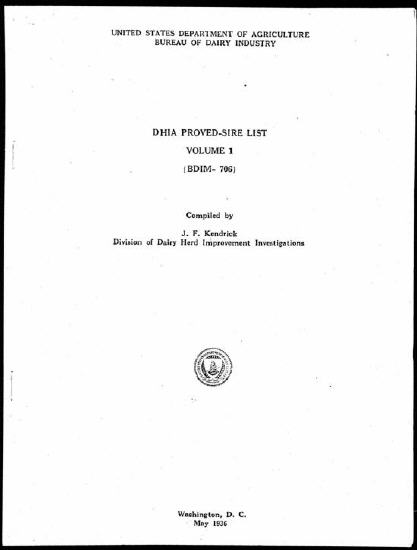 UNITED STATES DEPARTMENT OF AGRICULTURE
BUREAU OF DAIRY INDUSTRY
DHIA PROVED-SIRE LIST
VOLUME 1
(BDIM- 706)
Compiled by
J. F. Kendrick
Division of Dairy Herd Improvement Investigations
Washington, D. C.
May 1936